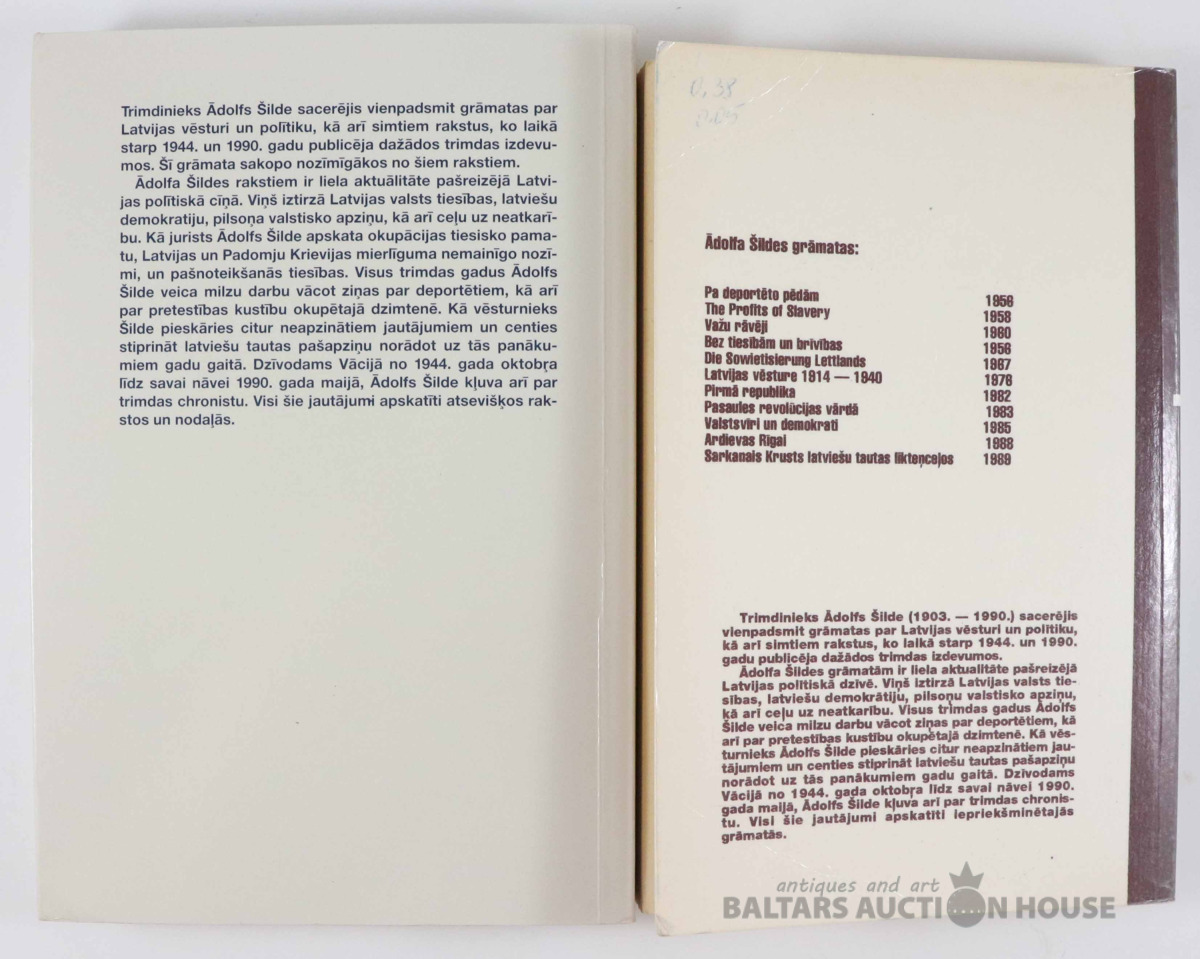 Trimdinieks Ādolfs Šilde sacerējis vienpadsmit grāmatas par
Latvijas vēsturi un polītiku, kā arī simtiem rakstus, ko laikā
starp 1944. un 1990. gadu publicēja dažādos trimdas izdevu-
mos. Šī grāmata sakopo nozīmīgākos no šiem rakstiem.
Ādolfa Šildes rakstiem ir liela aktuālitāte pašreizējā Latvi-
jas polītiskā cīņā. Viņš iztirzā Latvijas valsts tiesības, latviešu
demokratiju, pilsoņa valstisko apziņu, kā arī ceļu uz neatkarī-
bu. Kā jurists Ādolfs Šilde apskata okupācijas tiesisko pama-
tu, Latvijas un Padomju Krievijas mierlīguma nemainīgo nozī-
mi, un pašnoteikšanās tiesības. Visus trimdas gadus Ādolfs
Šilde veica milzu darbu vācot ziņas par deportētiem, kā arī
par pretestības kustību okupētajā dzimtenē. Kā vēsturnieks
Šilde pieskāries citur neapzinātiem jautājumiem un centies
stiprināt latviešu tautas pašapziņu norādot uz tās panāku-
miem gadu gaitā. Dzīvodams Vācijā no 1944. gada oktobŗa
līdz savai nāvei 1990. gada maijā, Ādolfs Šilde kļuva arī par
trimdas chronistu. Visi šie jautājumi apskatīti atsevišķos rak-
stos un nodaļās.
Ādolfa Šildes grāmatas:
Pa deportēto pēdām 1956
The Profits of Slavery 1958
Važu rāvēji 1960
Bez tiesībām un brīvības 1956
Die Sowietisierung Lettlands 1967
Latvijas vēsture 1914 — 1940 1976
Pirmā republika 1982
Pasaules revolūcijas vārdā 1983
Valstsvīri un demokrati 1985
Ardievas Rīgai 1988
Sarkanais Krusts latviešu tautas likteņceļos 1989
Trimdinieks Ādolfs Šilde (1903. — 1990.) sacerējis
vienpadsmit grāmatas par Latvijas vēsturi un polītiku,
kā arī simtiem rakstus, ko laikā starp 1944. un 1990.
gadu publicēja dažādos trimdas izdevumos.
Ādolfa Šildes grāmatām ir liela aktualitāte pašreizējā
Latvijas polītiskā dzīvē. Viņš iztirzā Latvijas valsts tie-
sības, latviešu demokrātiju, pilsoņu valstisko apziņu,
kā arī ceļu uz neatkarību. Visus trimdas gadus Ādolfs
Šilde veica milzu darbu vācot ziņas par deportētiem, kā
arī par pretestības kustību okupētajā dzimtenē. Kā vēs-
turnieks Ādolfs Šilde pieskāries citur neapzinātiem jau-
tājumiem un centies stiprināt latviešu tautas pašapziņu
norādot uz tās panākumiem gadu gaitā. Dzīvodams
Vācijā no 1944. gada oktobŗa līdz savai nāvei 1990.
gada maijā, Ādolfs Šilde kļuva arī par trimdas chronis-
tu. Visi šie jautājumi apskatīti iepriekšminētajās
grāmatās.
antiques and art
BALTARS AUCTION HOUSE